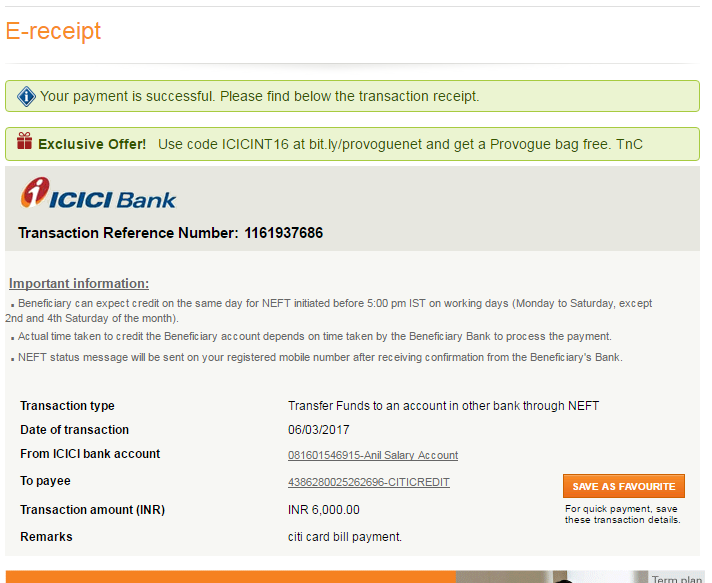 E-receipt
Your payment is successful. Please find below the transaction receipt.
Exclusive Offer! Use code ICICINT16 at bit.ly/provoguenet and get a Provogue bag free. TnC
ICICI Bank
Transaction Reference Number: 1161937686
Important information:
Beneficiary can expect credit on the same day for NEFT initiated before 5:00 pm IST on working days (Monday to Saturday, except
2nd and 4th Saturday of the month).
Actual time taken to credit the Beneficiary account depends on time taken by the Beneficiary Bank to process the payment.
NEFT status message will be sent on your registered mobile number after receiving confirmation from the Beneficiary's Bank.
Transaction type Transfer Funds to an account in other bank through NEFT
Date of transaction 06/03/2017
From ICICI bank account 081601546915-Anil Salary Account
To payee 4386280025262696-CITICREDIT
SAVE AS FAVOURITE
Transaction amount (INR) INR 6,000.00
For quick payment, save
these transaction details.
Remarks citi card bill payment.
Term plan